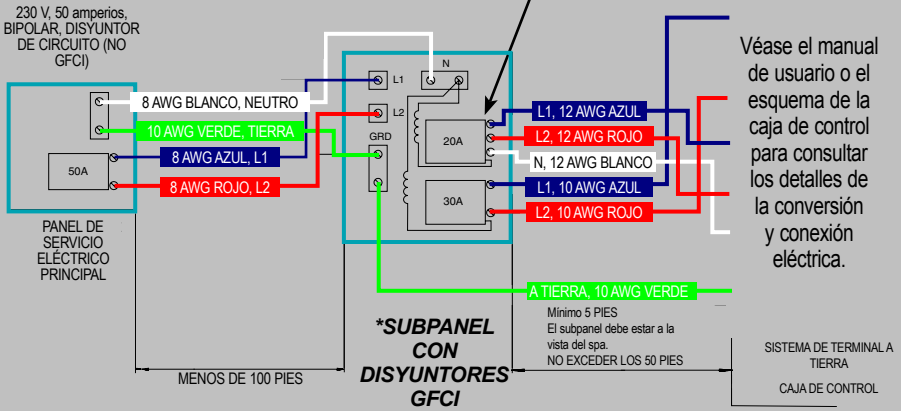 230 V, 50 amperios,
BIPOLAR, DISYUNTOR
DE CIRCUITO (NO
GFCI)
50A
PANEL DE
SERVICIO
ELÉCTRICO
PRINCIPAL
8 AWG BLANCO, NEUTRO
10 AWG VERDE, TIERRA
8 AWG AZUL, L1
8 AWG ROJO, L2
MENOS DE 100 PIES
L1
L2
GRD
N
20A
30A
*SUBPANEL
CON
DISYUNTORES
GFCI
L1, 12 AWG AZUL
L2, 12 AWG ROJO
N, 12 AWG BLANCO
L1, 10 AWG AZUL
L2, 10 AWG ROJO
A TIERRA, 10 AWG VERDE
Mínimo 5 PIES
El subpanel debe estar a la
vista del spa.
NO EXCEDER LOS 50 PIES
Véase el manual
de usuario o el
esquema de la
caja de control
para consultar
los detalles de
la conversión
y conexión
eléctrica.
SISTEMA DE TERMINAL A
TIERRA
CAJA DE CONTROL